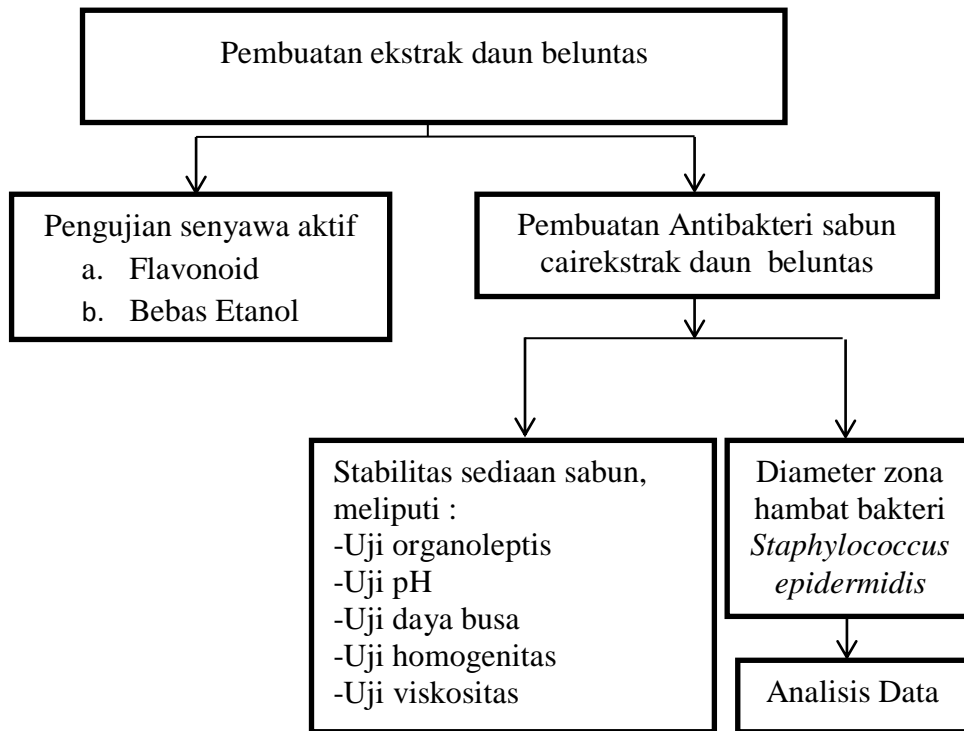 Pembuatan ekstrak daun beluntas
Pengujian senyawa aktif
a. Flavonoid
b. Bebas Etanol
Pembuatan Antibakteri sabun
cairekstrak daun beluntas
Stabilitas sediaan sabun,
meliputi :
-Uji organoleptis
-Uji pH
-Uji daya busa
-Uji homogenitas
-Uji viskositas
Diameter zona
hambat bakteri
Staphylococcus
epidermidis
Analisis Data